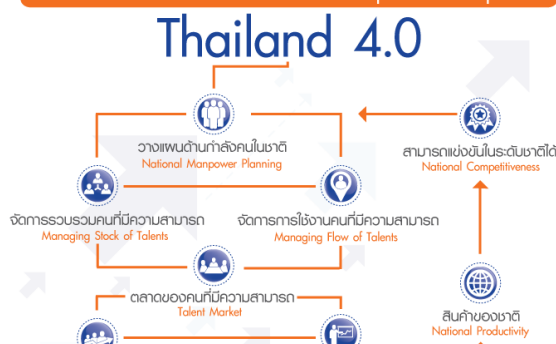 Thailand 4.0
วางแผนด้านกำลังคนในชาติ
National Manpower Planning
สามารถแข่งขันในระดับชาติได้
National Competitiveness
จัดการรวบรวมคนที่มีความสามารถ
Managing Stock of Talents
จัดการการใช้งานคนที่มีความสามารถ
Managing Flow of Talents
ตลาดของคนที่มีความสามารถ
Talent Market
สินค้าของชาติ
National Productivity